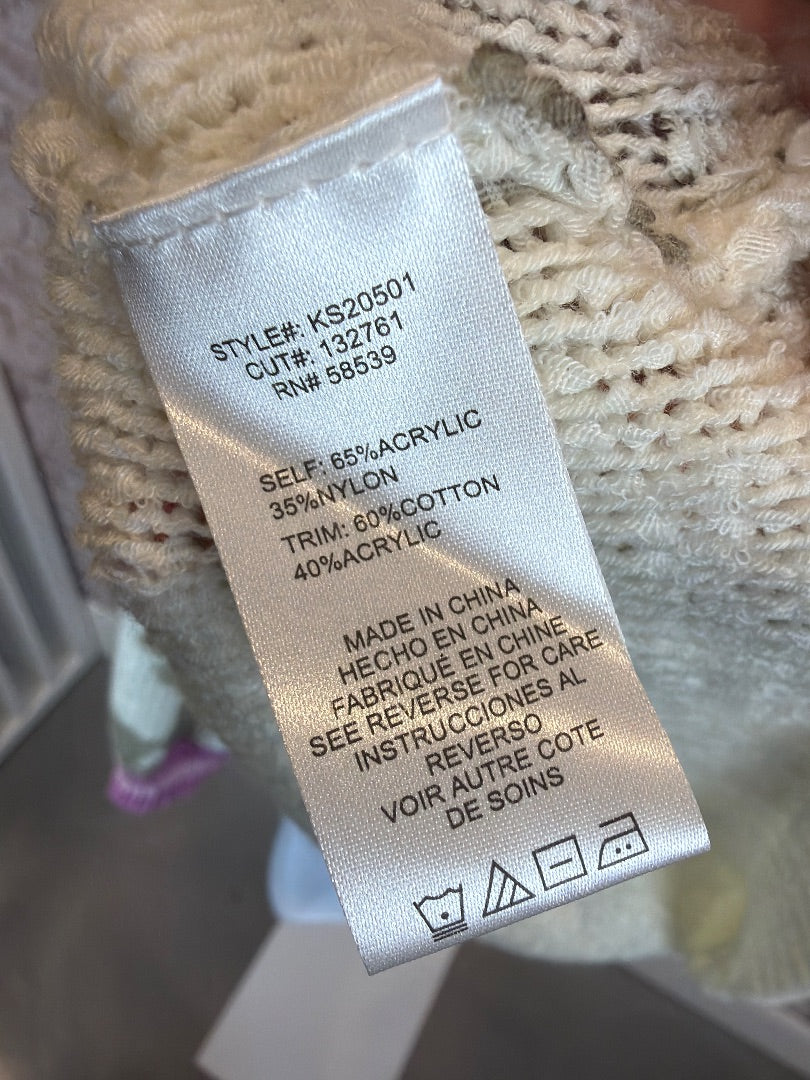 STYLE#: KS20501
CUT#: 132761
RN# 58539
SELF: 65%ACRYLIC
35%NYLON
TRIM: 60%COTTON
40%ACRYLIC
MADE IN CHINA
HECHO EN CHINA
FABRIQUÉ EN CHINE
SEE REVERSE FOR CARE
INSTRUCCIONES AL
REVERSO
VOIR AUTRE COTE
DE SOINS